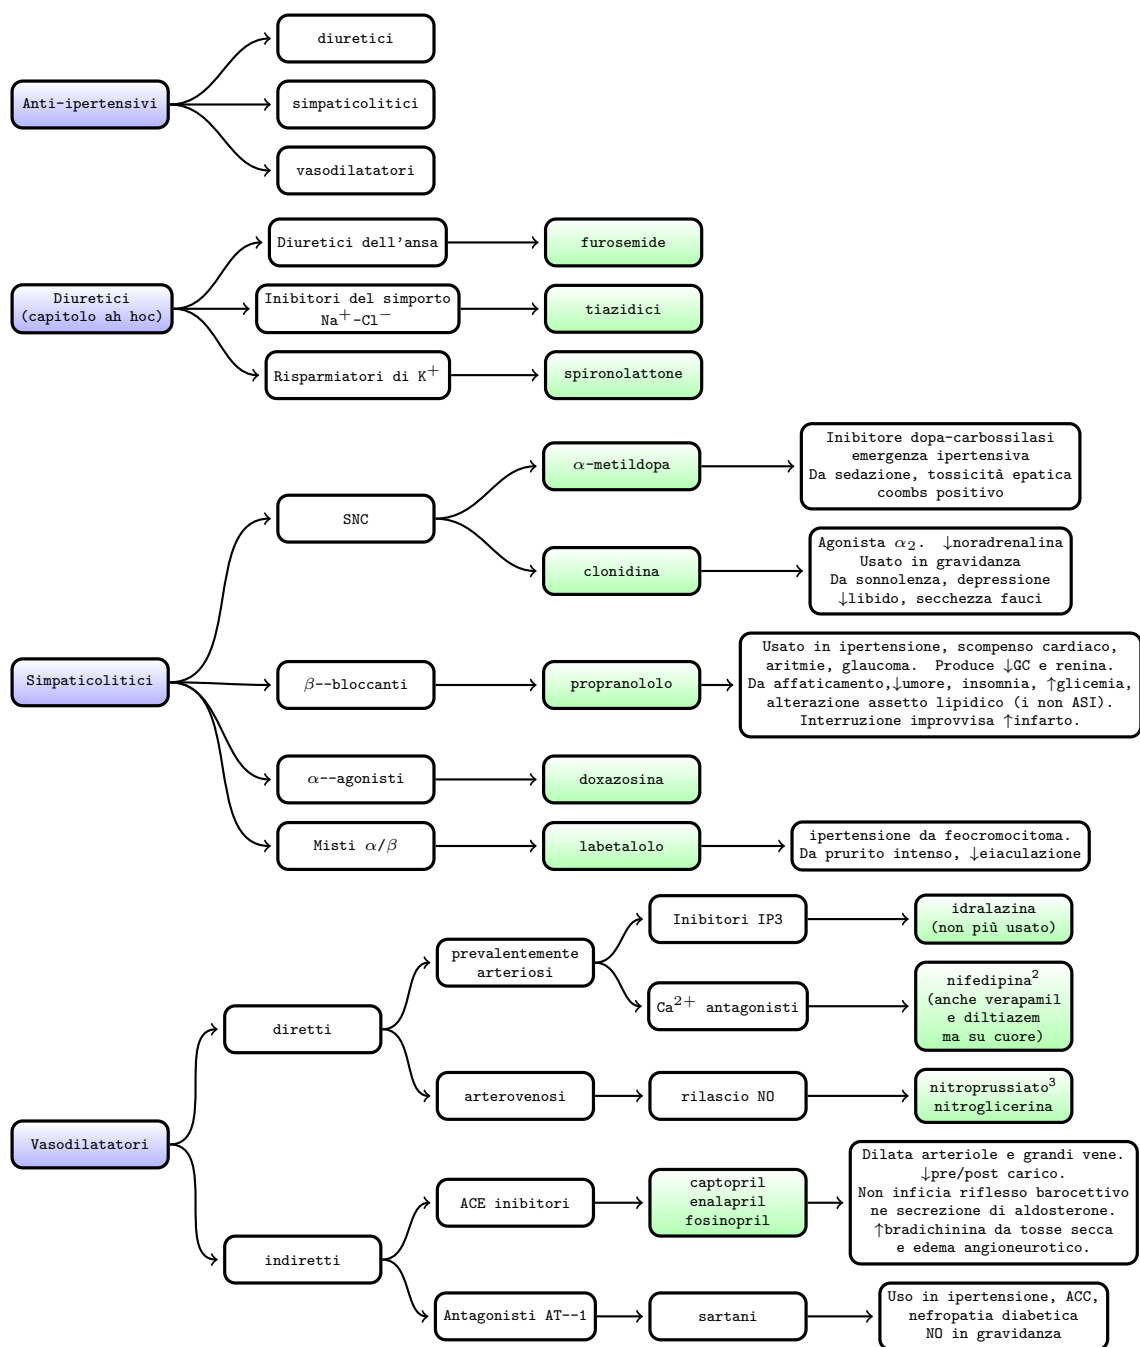 diuretici
Anti-ipertensivi
simpaticolitici
vasodilatatori
Diuretici dell'ansa
furosemide
Diuretici
(capitolo ah hoc)
Inibitori del simporto
Na+-Cl−
tiazidici
Risparmiatori di K+
spironolattone
Simpaticolitici
SNC
α-metildopa
Inibitore dopa-carbossilasi
emergenza ipertensiva
Da sedazione, tossicità epatica
coombs positivo
clonidina
Agonista α2. ↓noradrenalina
Usato in gravidanza
Da sonnolenza, depressione
↓libido, secchezza fauci
β--bloccanti
propranololo
Usato in ipertensione, scompenso cardiaco,
aritmie, glaucoma. Produce ↓GC e renina.
Da affaticamento,↓umore, insomnia, ↑glicemia,
alterazione assetto lipidico (i non ASI).
Interruzione improvvisa ↑infarto.
α--agonisti
doxazosina
Misti α/β
labetalolo
ipertensione da feocromocitoma.
Da prurito intenso, ↓eiaculazione
Vasodilatatori
diretti
prevalentemente
arteriosi
Inibitori IP3
idralazina
(non più usato)
Ca2+ antagonisti
nifedipina2
(anche verapamil
e diltiazem
ma su cuore)
arterovenosi
rilascio NO
nitroprussiato3
nitroglicerina
indiretti
ACE inibitori
captopril
enalapril
fosinopril
Dilata arteriole e grandi vene.
↓pre/post carico.
Non inficia riflesso barocettivo
ne secrezione di aldosterone.
↑bradichinina da tosse secca
e edema angioneurotico.
Antagonisti AT--1
sartani
Uso in ipertensione, ACC,
nefropatia diabetica
NO in gravidanza